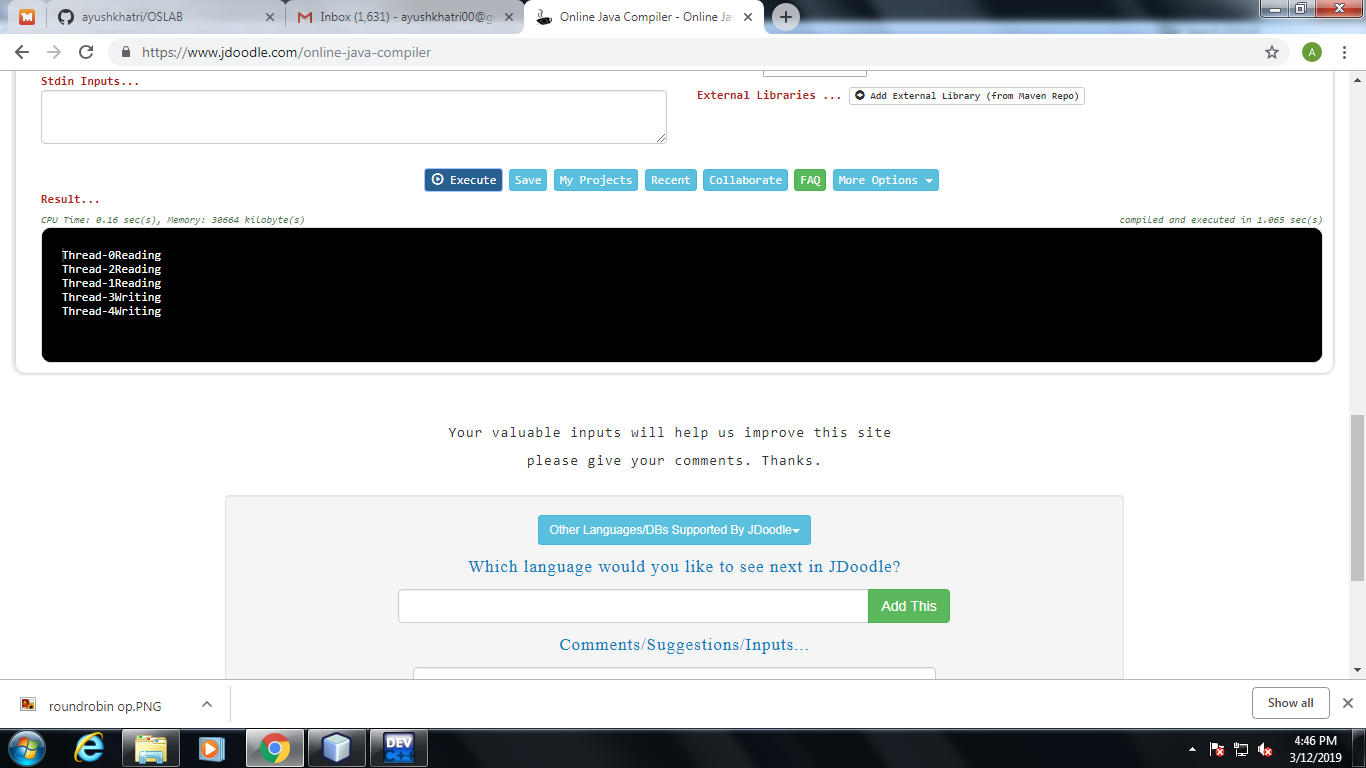 ayushkhatri/OSLAB
Inbox (1,631) - ayushkhatri00@g
Online Java Compiler - Online Ja
A
https://www.jdoodle.com/online-java-compiler
Stdin Inputs...
External Libraries ...
Add External Library (from Maven Repo)
Execute
Save
My Projects
Recent
Collaborate
FAQ
More Options
Result...
CPU Time: 0.16 sec(s), Memory: 30664 kilobyte(s)
compiled and executed in 1.065 sec(s)
Thread-0Reading
Thread-2Reading
Thread-1Reading
Thread-3Writing
Thread-4Writing
Your valuable inputs will help us improve this site
please give your comments. Thanks.
Other Languages/DBs Supported By JDoodle
Which language would you like to see next in JDoodle?
Add This
Comments/Suggestions/Inputs...
roundrobin op.PNG
Show all
DEV
C++
4:46 PM
3/12/2019